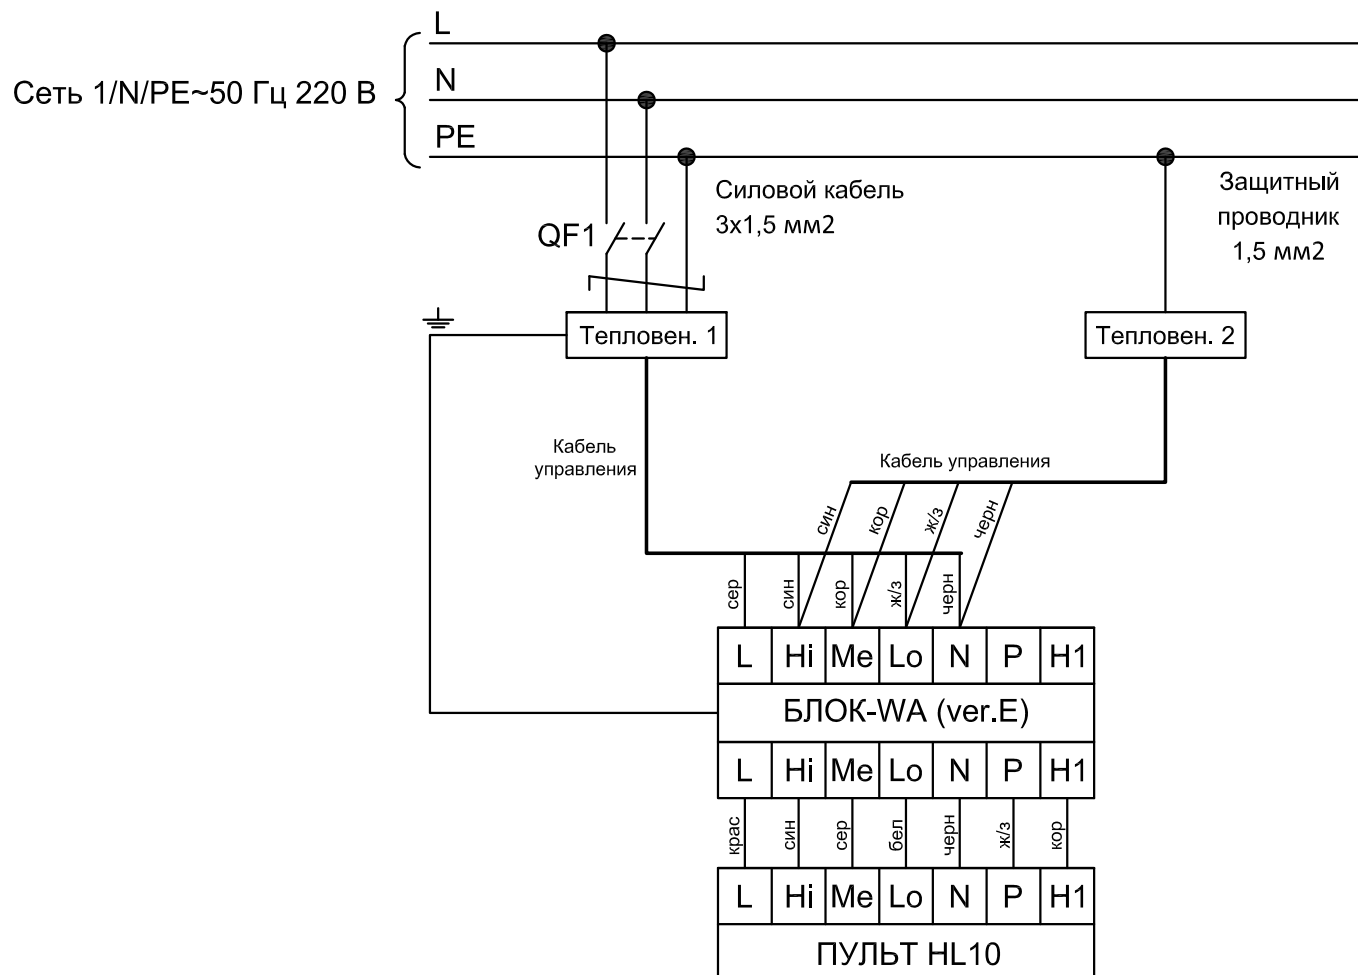 L
Сеть 1/N/PE~50 Гц 220 В
N
PE
Силовой кабель
3х1,5 мм2
Защитный
проводник
1,5 мм2
QF1
Тепловен. 1
Тепловен. 2
Кабель
управления
Кабель управления
син
кор
ж/з
черн
сер
син
кор
ж/з
черн
L Hi Me Lo N P H1
БЛОК-WA (ver.E)
L Hi Me Lo N P H1
крас
син
сер
бел
черн
ж/з
кор
L Hi Me Lo N P H1
ПУЛЬТ HL10